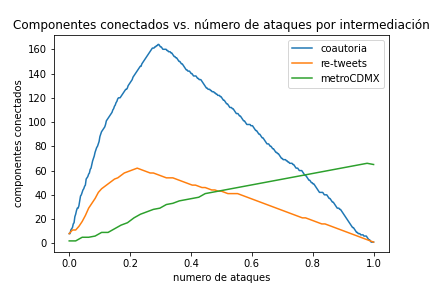 Componentes conectados vs. número de ataques por intermediación
componentes conectados
160
140
120
100
80
60
40
20
0
coautoria
re-tweets
metroCDMX
0.0 0.2 0.4 0.6 0.8 1.0
numero de ataques